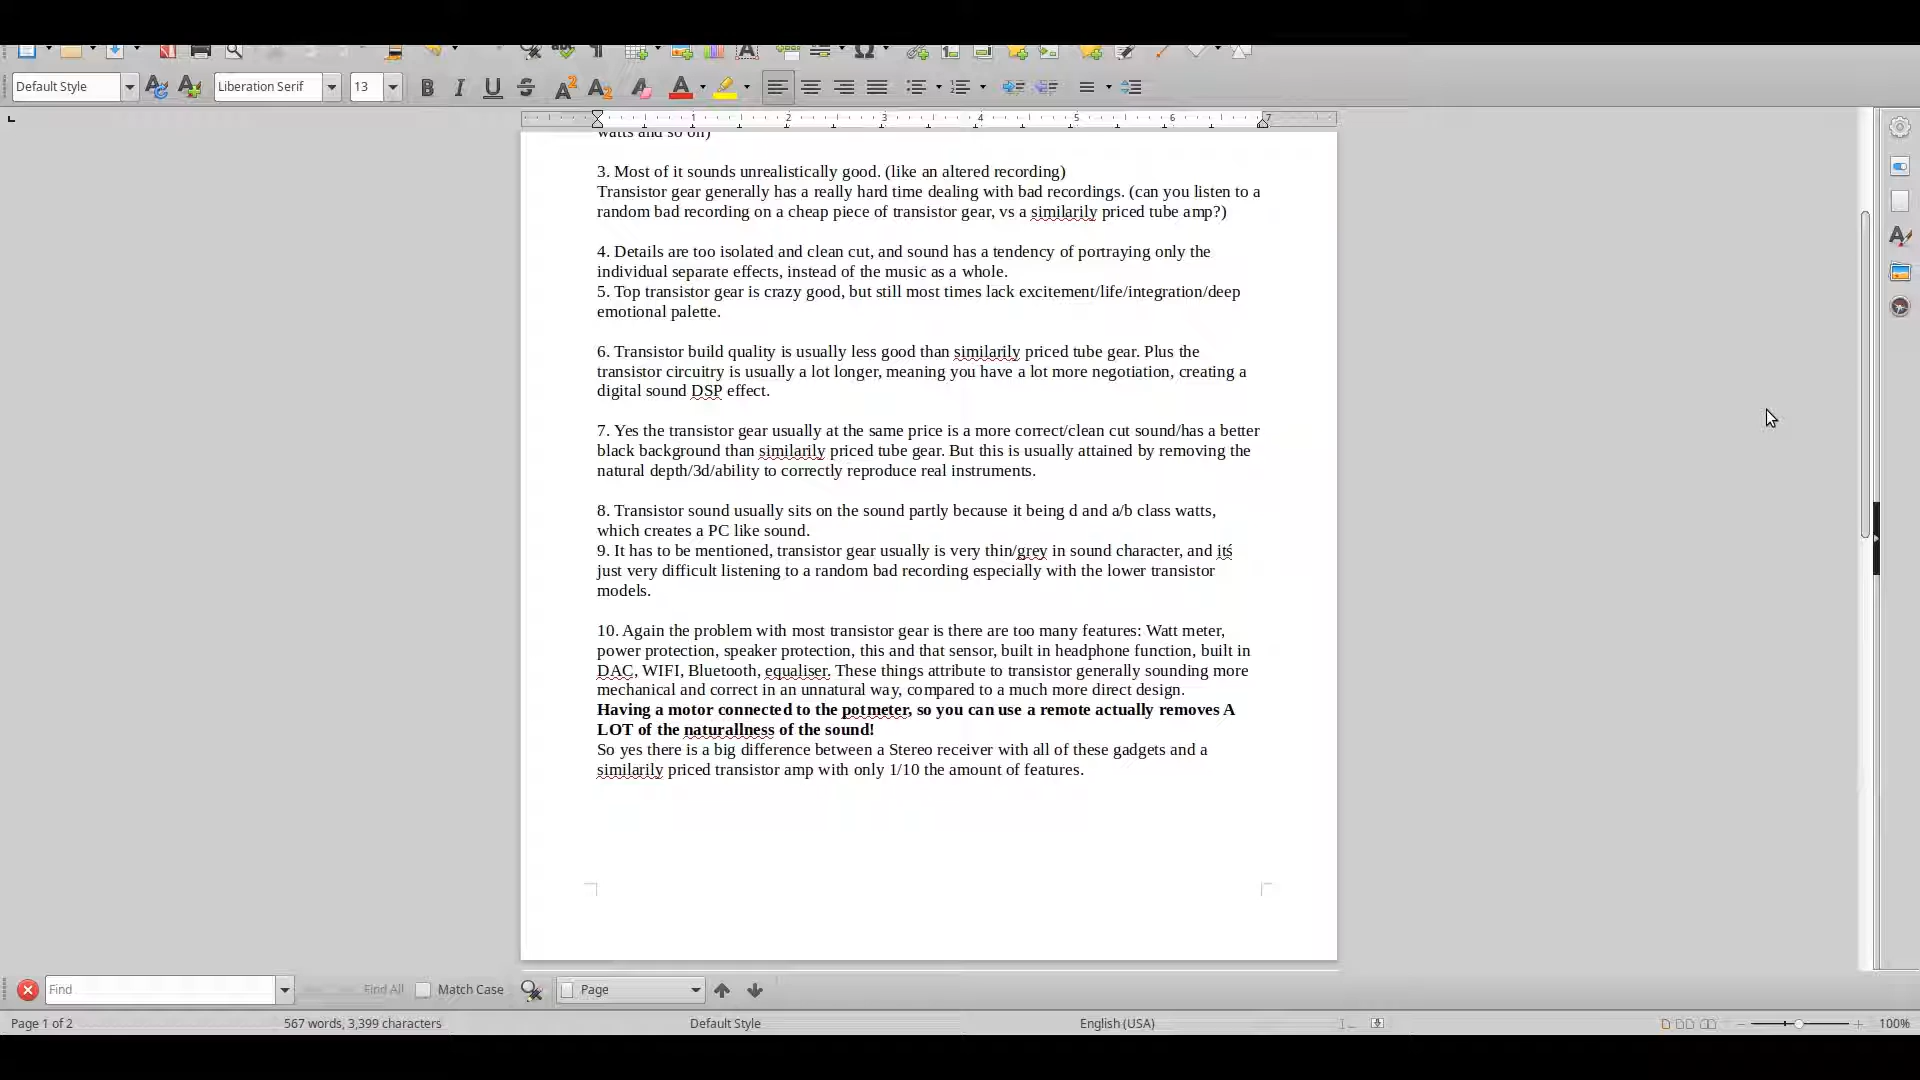 Default Style
Liberation Serif
13
1 2 3 4 5 6 7
watts and so on)
3. Most of it sounds unrealistically good. (like an altered recording)
Transistor gear generally has a really hard time dealing with bad recordings. (can you listen to a
random bad recording on a cheap piece of transistor gear, vs a similarily priced tube amp?)
4. Details are too isolated and clean cut, and sound has a tendency of portraying only the
individual separate effects, instead of the music as a whole.
5. Top transistor gear is crazy good, but still most times lack excitement/life/integration/deep
emotional palette.
6. Transistor build quality is usually less good than similarily priced tube gear. Plus the
transistor circuitry is usually a lot longer, meaning you have a lot more negotiation, creating a
digital sound DSP effect.
7. Yes the transistor gear usually at the same price is a more correct/clean cut sound/has a better
black background than similarily priced tube gear. But this is usually attained by removing the
natural depth/3d/ability to correctly reproduce real instruments.
8. Transistor sound usually sits on the sound partly because it being d and a/b class watts,
which creates a PC like sound.
9. It has to be mentioned, transistor gear usually is very thin/grey in sound character, and itś
just very difficult listening to a random bad recording especially with the lower transistor
models.
10. Again the problem with most transistor gear is there are too many features: Watt meter,
power protection, speaker protection, this and that sensor, built in headphone function, built in
DAC, WIFI, Bluetooth, equaliser. These things attribute to transistor generally sounding more
mechanical and correct in an unnatural way, compared to a much more direct design.
Having a motor connected to the potmeter, so you can use a remote actually removes A
LOT of the naturallness of the sound!
So yes there is a big difference between a Stereo receiver with all of these gadgets and a
similarily priced transistor amp with only 1/10 the amount of features.
Find
Find All
Match Case
Page
Page 1 of 2
567 words, 3,399 characters
Default Style
English (USA)
100%